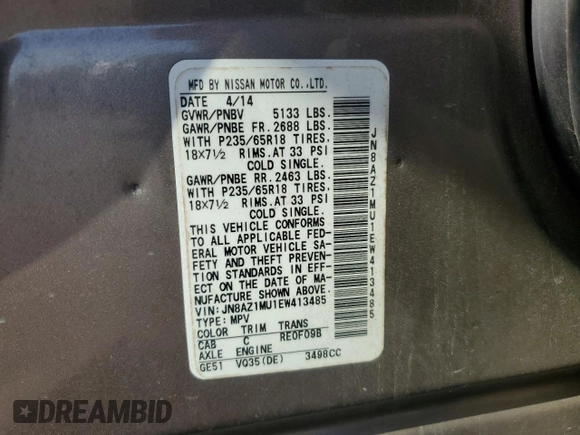 MFD BY NISSAN MOTOR CO.,LTD.
DATE 4/14
GVWR/PNBV 5133 LBS.
GAWR/PNBE FR. 2688 LBS.
WITH P235/65R18 TIRES.
18X7½ RIMS.AT 33 PSI
COLD SINGLE.
GAWR/PNBE RR. 2463 LBS.
WITH P235/65R18 TIRES.
18X7½ RIMS.AT 33 PSI
COLD SINGLE.
THIS VEHICLE CONFORMS
TO ALL APPLICABLE FED-
ERAL MOTOR VEHICLE SA-
FETY AND THEFT PREVEN-
TION STANDARDS IN EFF-
ECT ON THE DATE OF MA-
NUFACTURE SHOWN ABOVE.
VIN: JN8AZ1MU1EW413485
TYPE: MPV
COLOR TRIM TRANS
CAB C RE0F09B
AXLE ENGINE
GE51 VQ35(DE) 3498CC
JN8AZ1MU1EW413485
DREAMBID